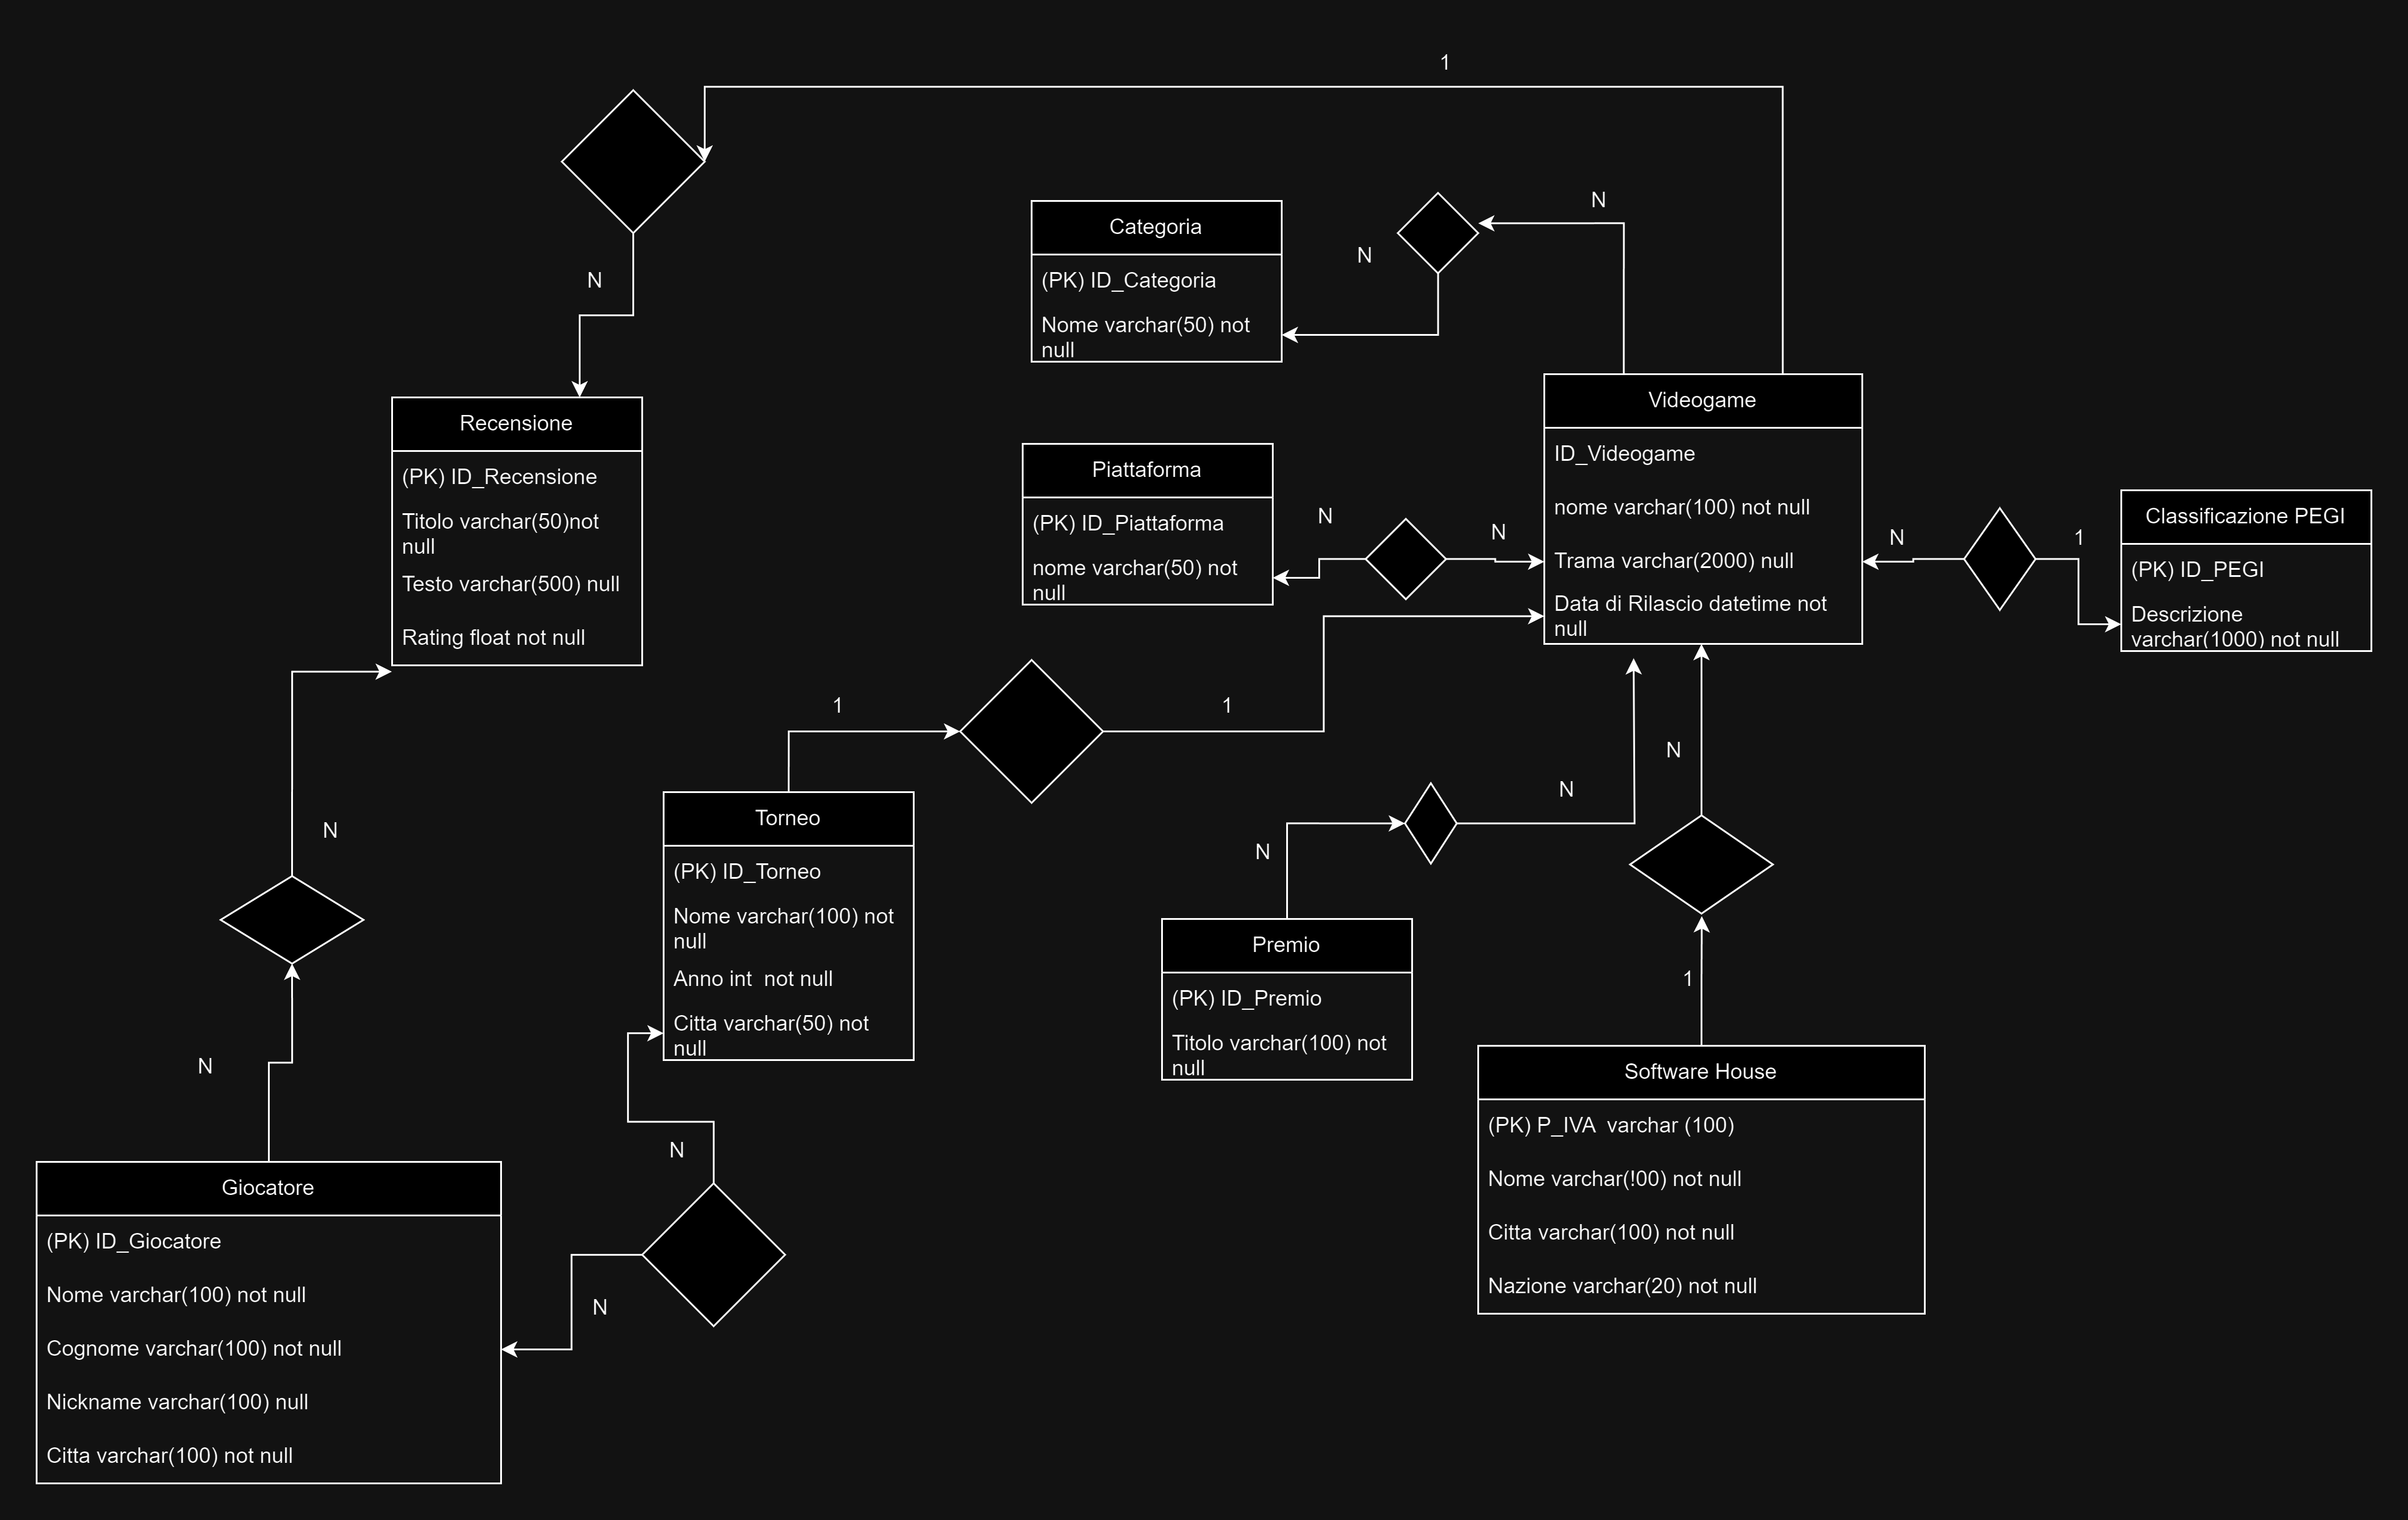 1
N
Categoria
(PK) ID_Categoria
Nome varchar(50) not
null
N
N
Recensione
(PK) ID_Recensione
Titolo varchar(50)not
null
Testo varchar(500) null
Rating float not null
Videogame
ID_Videogame
nome varchar(100) not null
Trama varchar(2000) null
Data di Rilascio datetime not
null
Piattaforma
(PK) ID_Piattaforma
nome varchar(50) not
null
N
N
N
1
Classificazione PEGI
(PK) ID_PEGI
Descrizione
varchar(1000) not null
1
1
N
N
N
N
Torneo
(PK) ID_Torneo
Nome varchar(100) not
null
Anno int  not null
Citta varchar(50) not
null
Premio
(PK) ID_Premio
Titolo varchar(100) not
null
1
Software House
(PK) P_IVA  varchar (100)
Nome varchar(!00) not null
Citta varchar(100) not null
Nazione varchar(20) not null
N
N
N
Giocatore
(PK) ID_Giocatore
Nome varchar(100) not null
Cognome varchar(100) not null
Nickname varchar(100) null
Citta varchar(100) not null